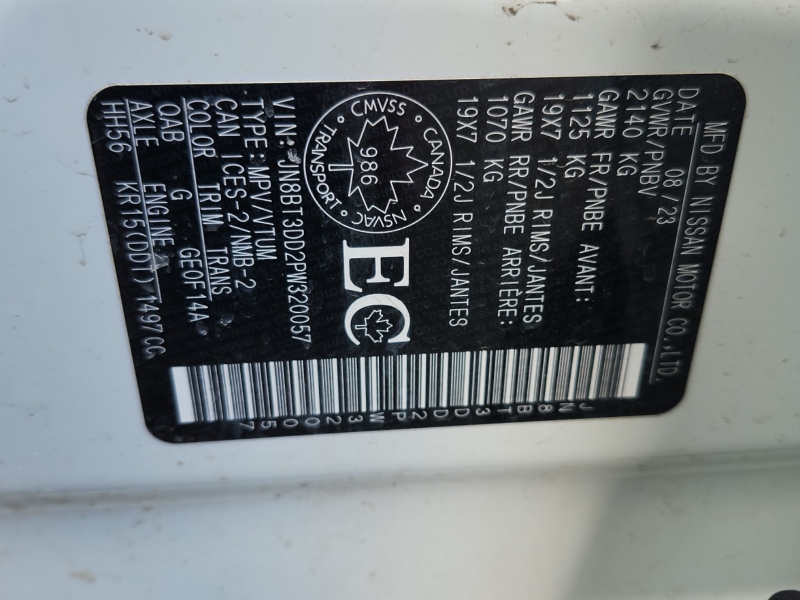 MFD BY NISSAN MOTOR CO.,LTD.
DATE 08/23
GVWR/PNBV
2140 KG
GAWR FR/PNBE AVANT:
1125 KG
19X7 1/2J RIMS/JANTES
GAWR RR/PNBE ARRIÈRE:
1070 KG
19X7 1/2J RIMS/JANTES
CMVSS · CANADA · NSVAC · TRANSPORT ·
986
EC
VIN: JN8BT3DD2PW320057
TYPE: MPV/VTUM
CAN ICES-2/NMB-2
COLOR TRIM TRANS
QAB G GEOF14A
AXLE ENGINE
HH56 KR15(DDT) 1497CC
JN8BT3DD2PW320057